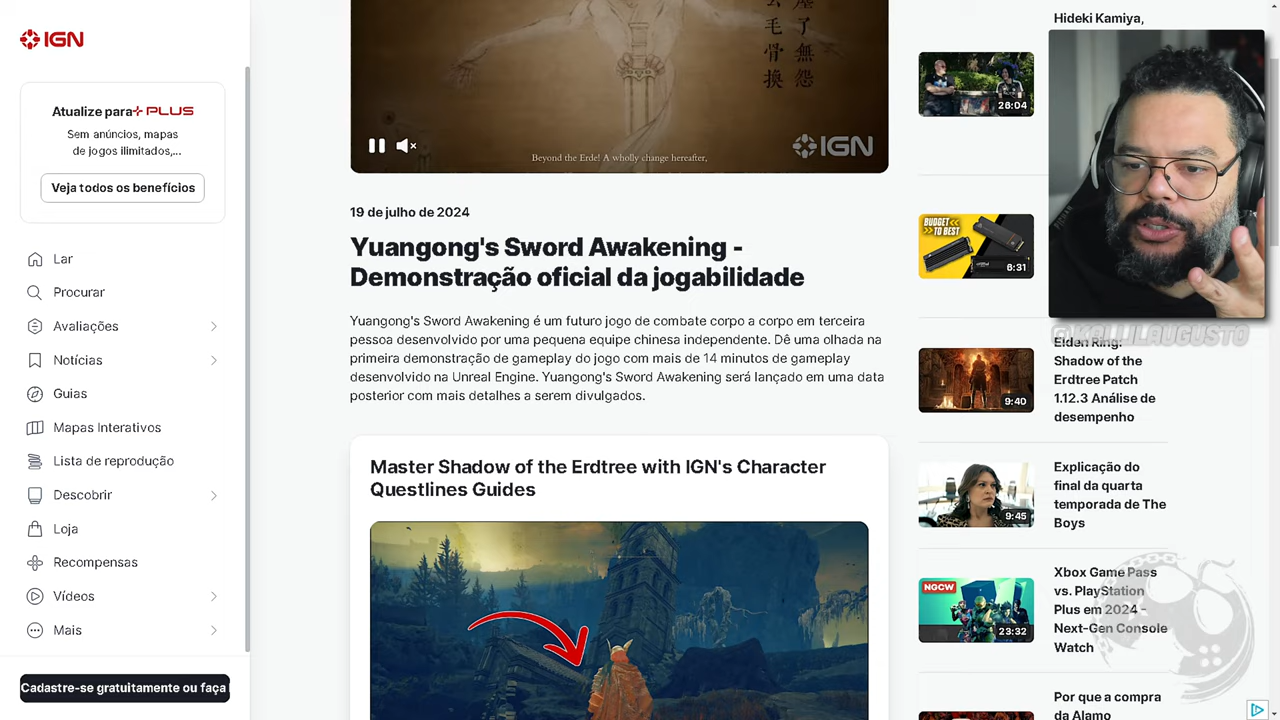 IGN
Atualize para PLUS
Sem anúncios, mapas
de jogos ilimitados,...
Veja todos os benefícios
Lar
Procurar
Avaliações
Notícias
Guias
Mapas Interativos
Lista de reprodução
Descobrir
Loja
Recompensas
Vídeos
Mais
Cadastre-se gratuitamente ou faça
無怨
毛骨換
Beyond the Erde! A wholly change hereafter,
IGN
19 de julho de 2024
Yuangong's Sword Awakening -
Demonstração oficial da jogabilidade
Yuangong's Sword Awakening é um futuro jogo de combate corpo a corpo em terceira
pessoa desenvolvido por uma pequena equipe chinesa independente. Dê uma olhada na
primeira demonstração de gameplay do jogo com mais de 14 minutos de gameplay
desenvolvido na Unreal Engine. Yuangong's Sword Awakening será lançado em uma data
posterior com mais detalhes a serem divulgados.
Master Shadow of the Erdtree with IGN's Character
Questlines Guides
Hideki Kamiya,
26:04
BUDGET
TO BEST
6:31
@KALLILAUGUSTO
Elden Ring:
Shadow of the
Erdtree Patch
1.12.3 Análise de
desempenho
9:40
Explicação do
final da quarta
temporada de The
Boys
9:45
Xbox Game Pass
vs. PlayStation
Plus em 2024 -
Next-Gen Console
Watch
NGCW
23:32
Por que a compra
da Alamo